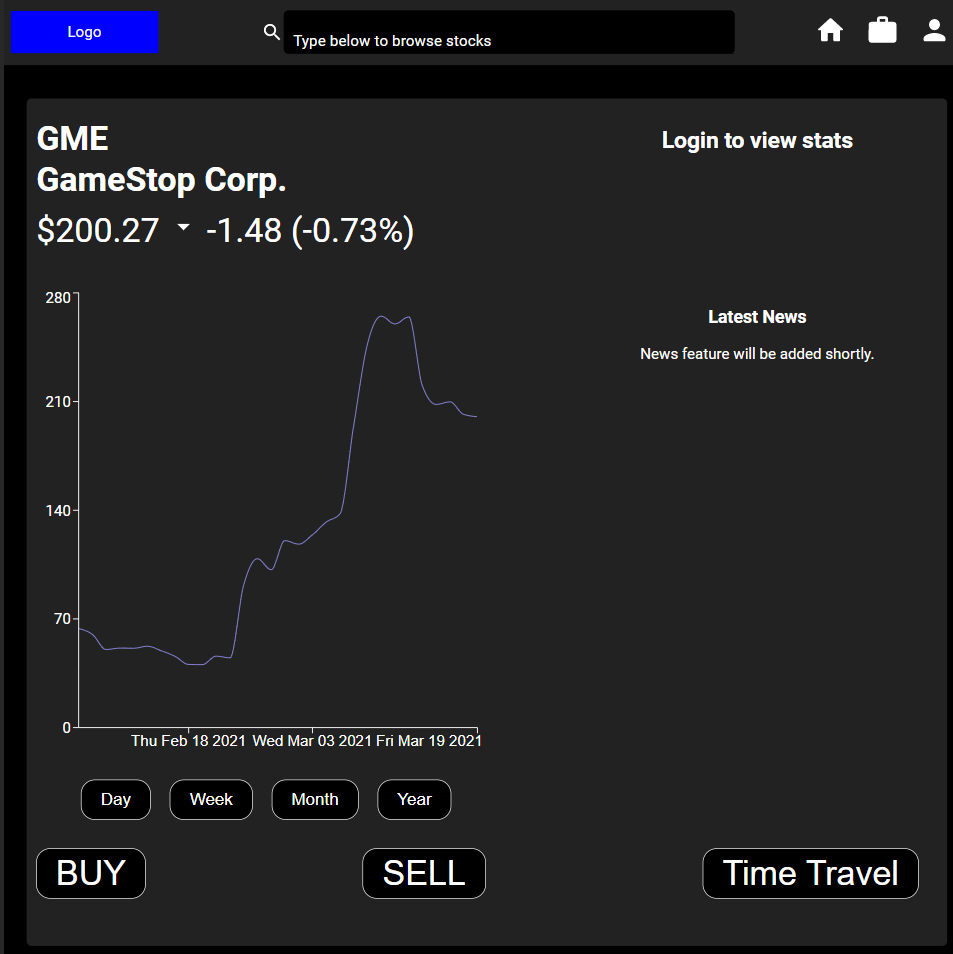 Logo
Type below to browse stocks
GME
GameStop Corp.
$200.27 -1.48 (-0.73%)
Login to view stats
280
210
140
70
0
Thu Feb 18 2021 Wed Mar 03 2021 Fri Mar 19 2021
Latest News
News feature will be added shortly.
Day Week Month Year
BUY SELL Time Travel